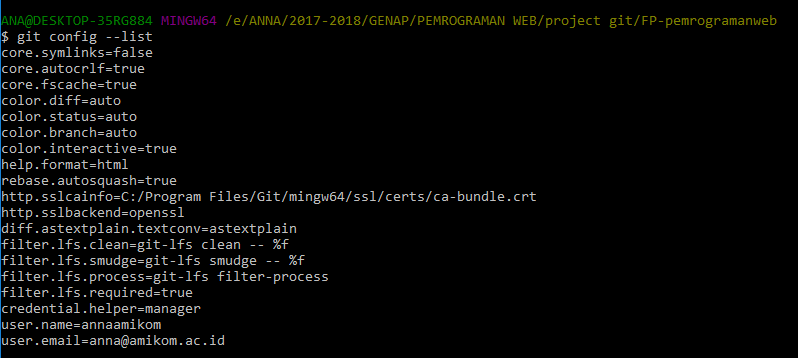 ANA@DESKTOP-35RG884 MINGW64 /e/ANNA/2017-2018/GENAP/PEMROGRAMAN WEB/project git/FP-pemrogramanweb
$ git config --list
core.symlinks=false
core.autocrlf=true
core.fscache=true
color.diff=auto
color.status=auto
color.branch=auto
color.interactive=true
help.format=html
rebase.autosquash=true
http.sslcainfo=C:/Program Files/Git/mingw64/ssl/certs/ca-bundle.crt
http.sslbackend=openssl
diff.astextplain.textconv=astextplain
filter.lfs.clean=git-lfs clean -- %f
filter.lfs.smudge=git-lfs smudge -- %f
filter.lfs.process=git-lfs filter-process
filter.lfs.required=true
credential.helper=manager
user.name=annaamikom
user.email=anna@amikom.ac.id